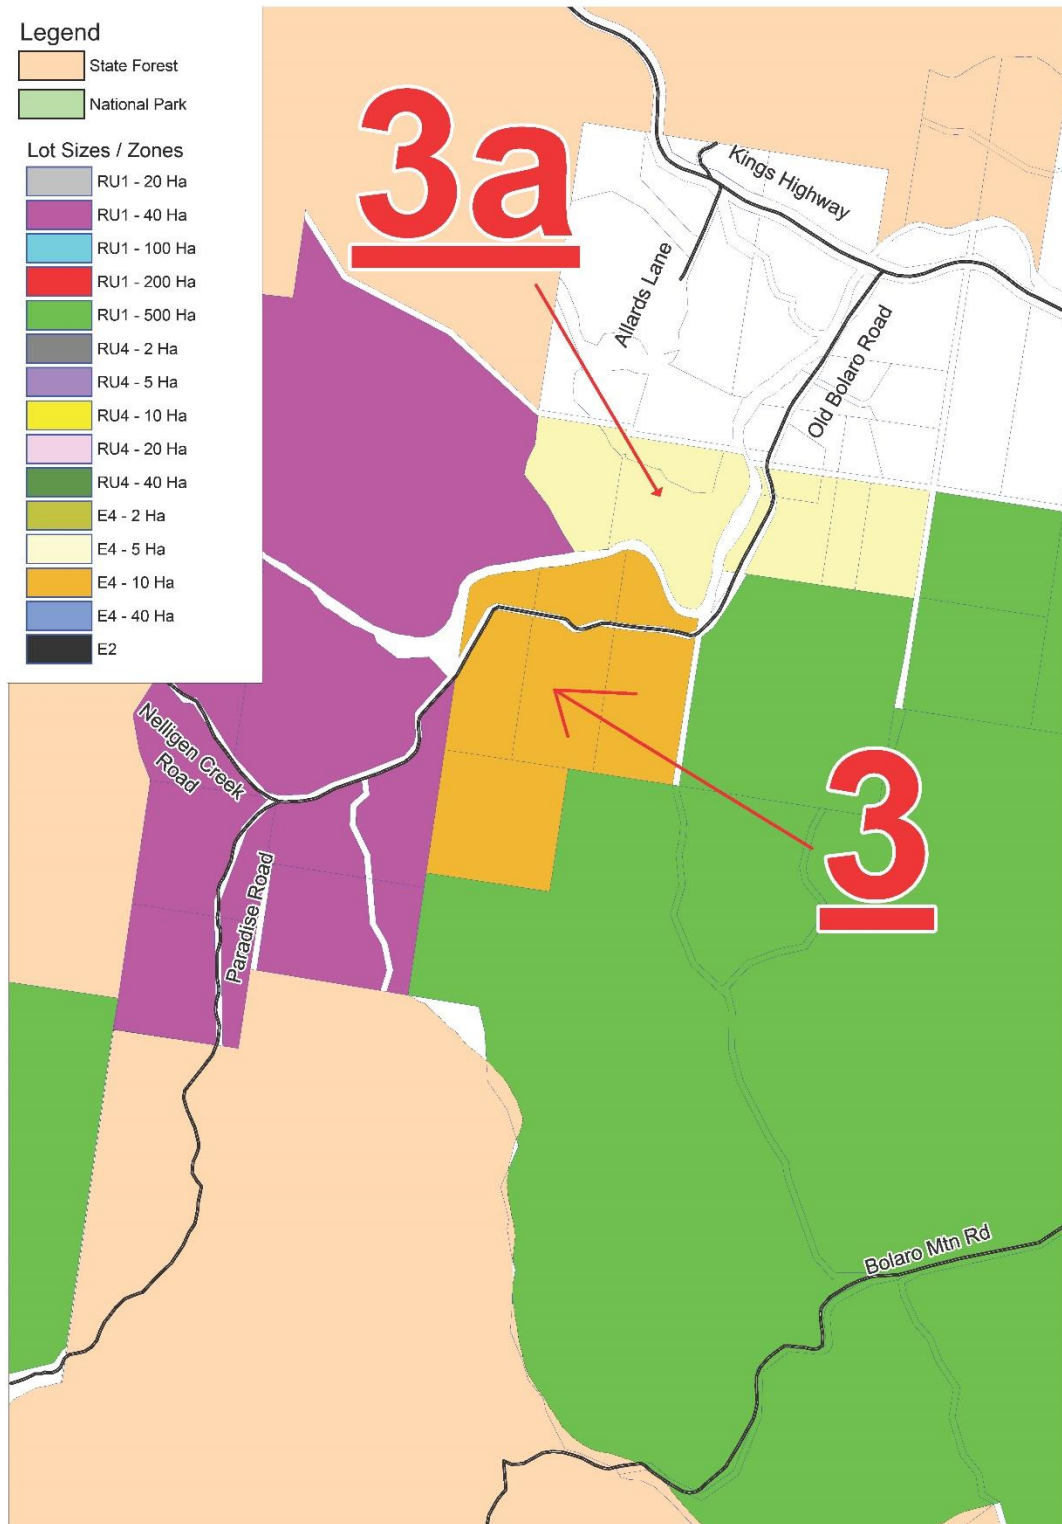 Legend
State Forest
National Park
Lot Sizes / Zones
RU1 - 20 Ha
RU1 - 40 Ha
RU1 - 100 Ha
RU1 - 200 Ha
RU1 - 500 Ha
RU4 - 2 Ha
RU4 - 5 Ha
RU4 - 10 Ha
RU4 - 20 Ha
RU4 - 40 Ha
E4 - 2 Ha
E4 - 5 Ha
E4 - 10 Ha
E4 - 40 Ha
E2
3a
Kings Highway
Allards Lane
Old Bolaro Road
Nelligen Creek
Road
3
Paradise Road
Bolaro Mtn Rd